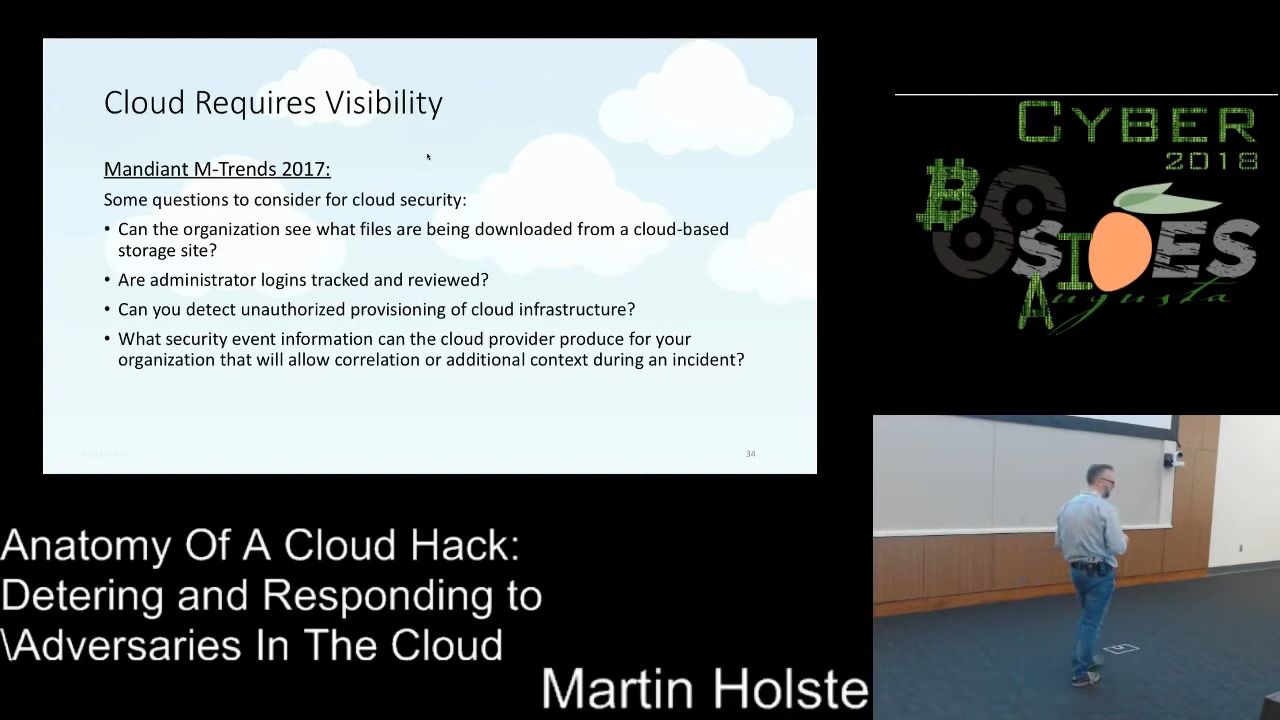 Cloud Requires Visibility
Mandiant M-Trends 2017:
Some questions to consider for cloud security:
• Can the organization see what files are being downloaded from a cloud-based
storage site?
• Are administrator logins tracked and reviewed?
• Can you detect unauthorized provisioning of cloud infrastructure?
• What security event information can the cloud provider produce for your
organization that will allow correlation or additional context during an incident?
34
CYBER
2018
BSIDES
Augusta
Anatomy Of A Cloud Hack:
Detering and Responding to
\Adversaries In The Cloud
Martin Holste